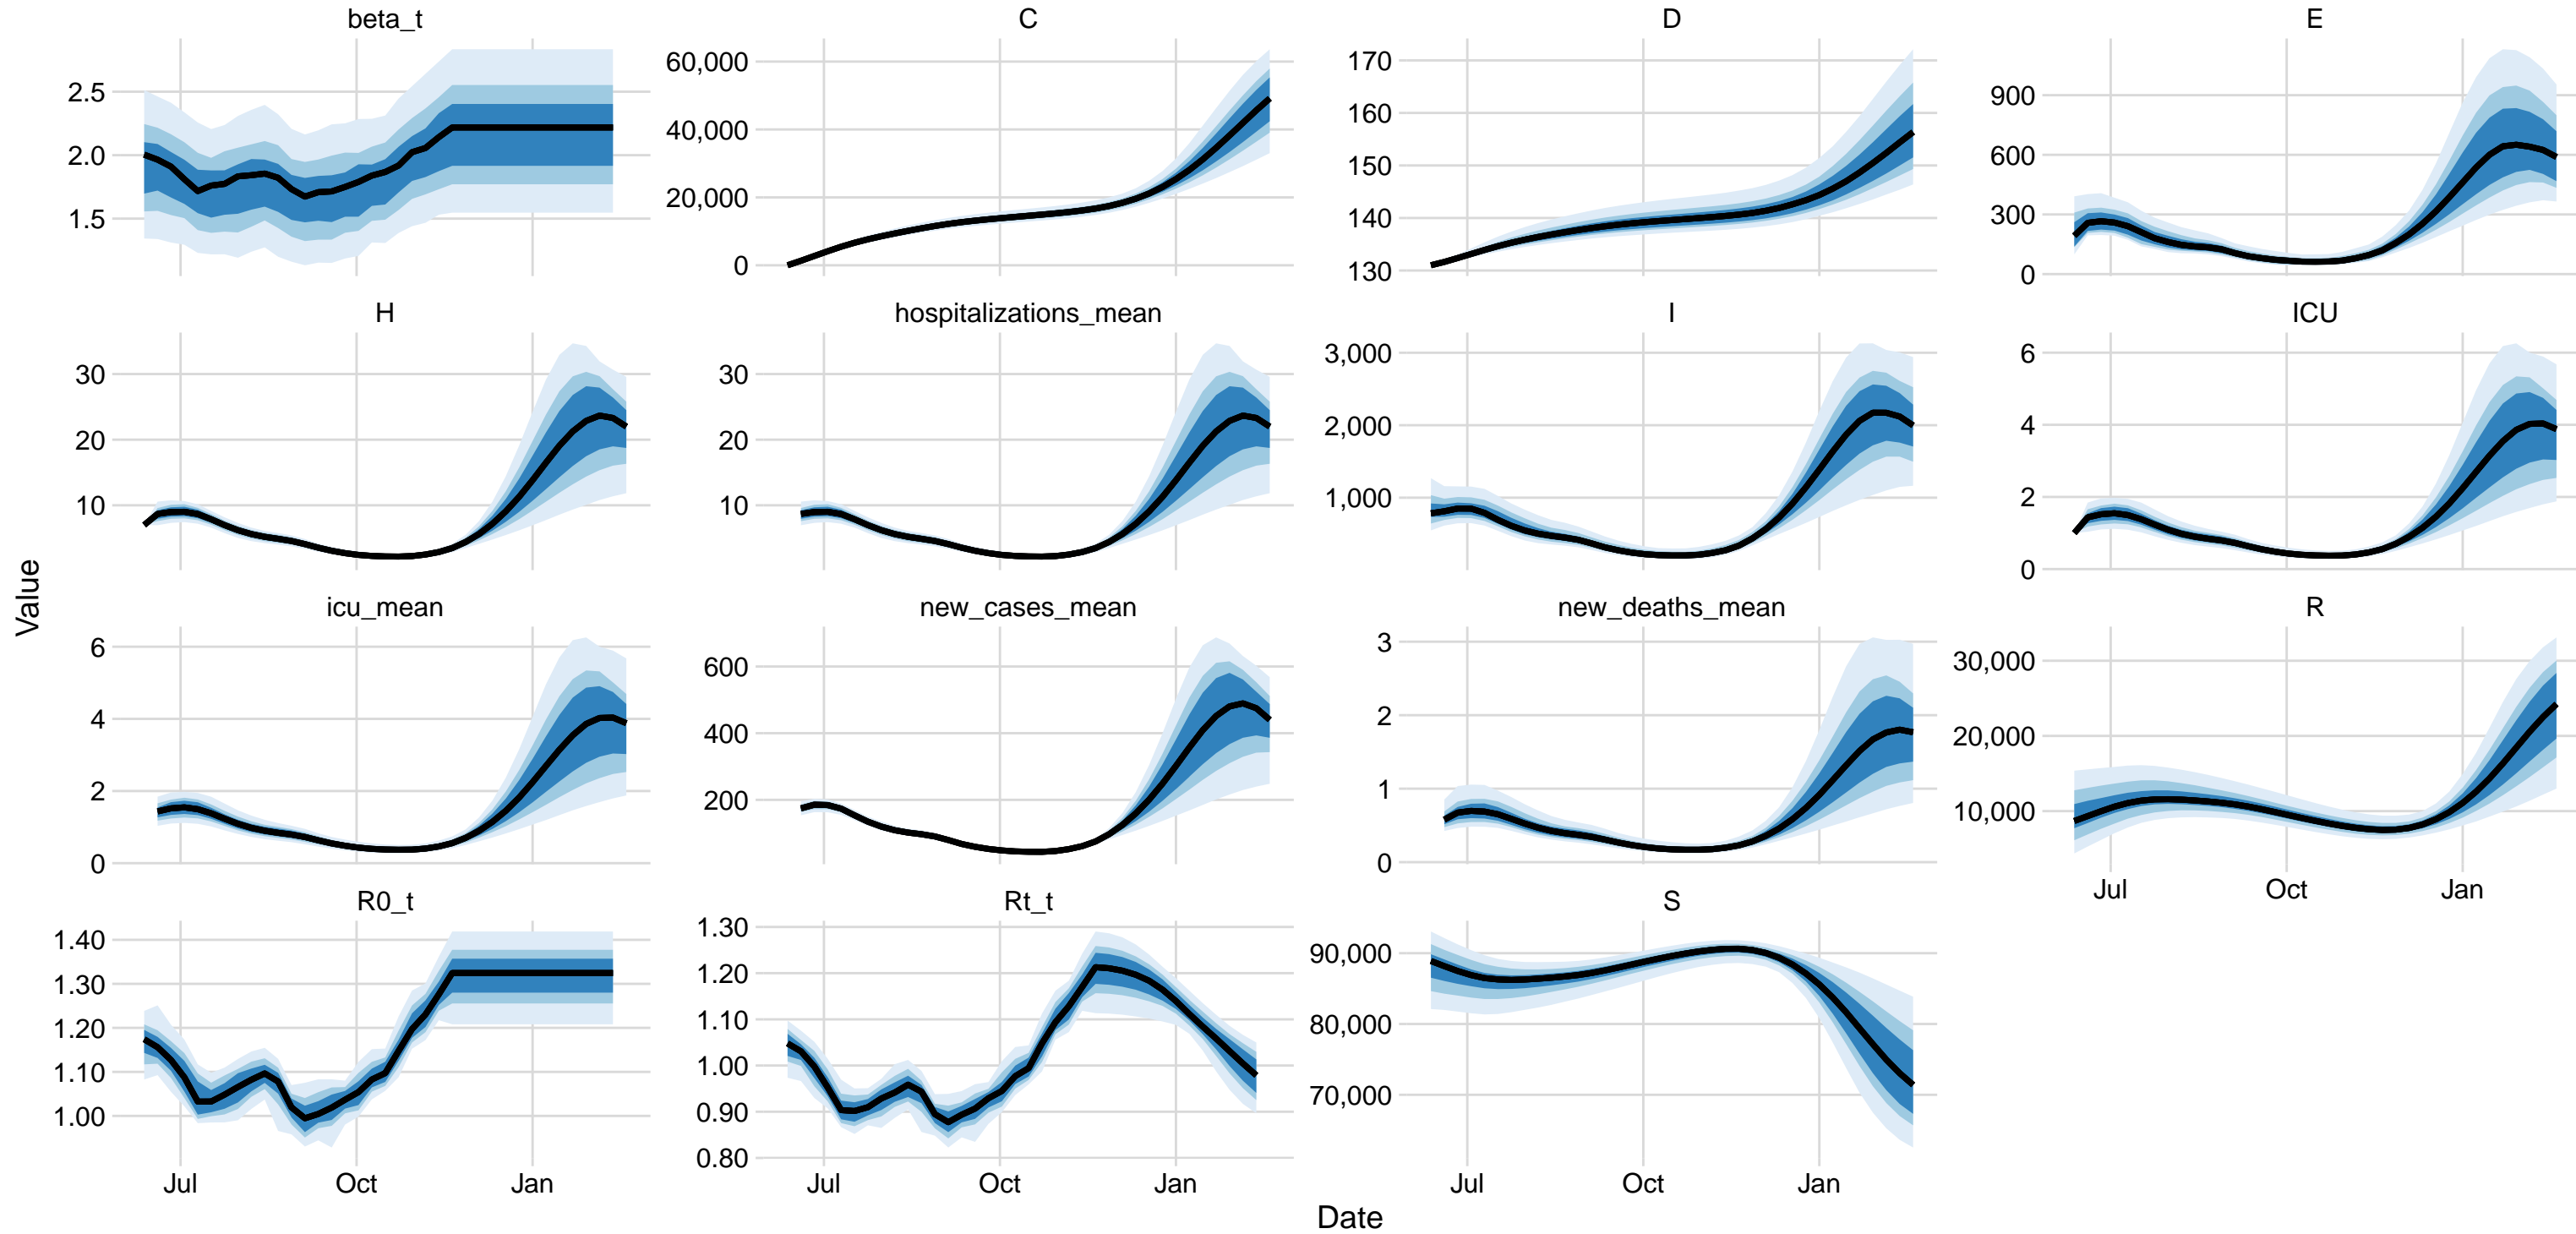 beta_t
C
D
E
2.5
2.0
1.5
60,000
40,000
20,000
0
170
160
150
140
130
900
600
300
0
H
hospitalizations_mean
I
ICU
30
20
10
30
20
10
3,000
2,000
1,000
6
4
2
0
Value
icu_mean
new_cases_mean
new_deaths_mean
R
6
4
2
0
600
400
200
3
2
1
0
30,000
20,000
10,000
Jul Oct Jan
R0_t
Rt_t
S
1.40
1.30
1.20
1.10
1.00
1.30
1.20
1.10
1.00
0.90
0.80
90,000
80,000
70,000
Jul Oct Jan
Jul Oct Jan
Jul Oct Jan
Date